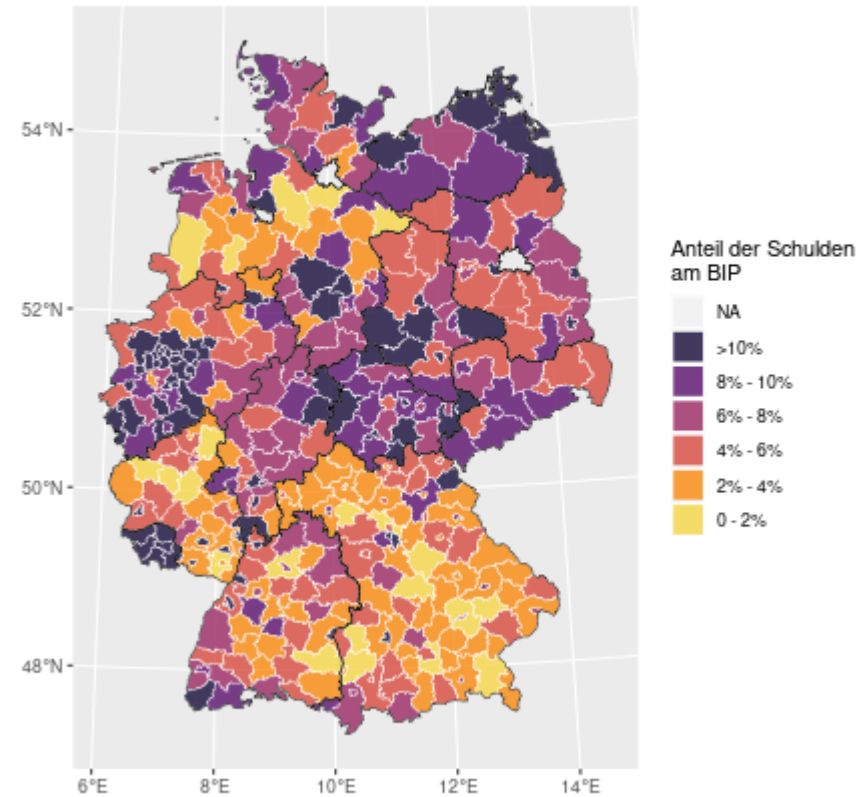 54°N
52°N
50°N
48°N
6°E
8°E
10°E
12°E
14°E
Anteil der Schulden
am BIP
NA
>10%
8% - 10%
6% - 8%
4% - 6%
2% - 4%
0 - 2%